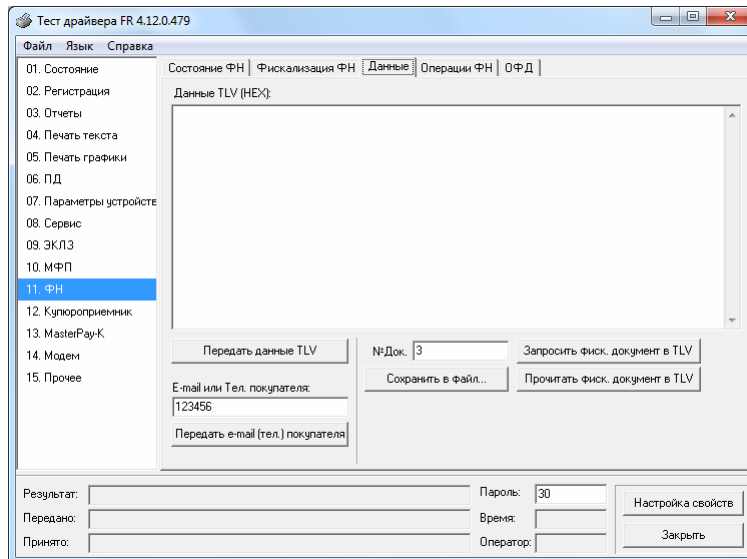 Тест драйвера FR 4.12.0.479
Файл Язык Справка
01. Состояние
02. Регистрация
03. Отчеты
04. Печать текста
05. Печать графики
06. ПД
07. Параметры устройств
08. Сервис
09. ЭКЛЗ
10. МФП
11. ФН
12. Купюроприемник
13. MasterPay-K
14. Модем
15. Прочее
Состояние ФН Фискализация ФН Данные Операции ФН ОФД
Данные TLV (HEX):
Передать данные TLV
E-mail или Тел. покупателя:
123456
Передать e-mail (тел.) покупателя
№Док. 3 Запросить фиск. документ в TLV
Сохранить в файл... Прочитать фиск. документ в TLV
Результат:
Передано:
Принято:
Пароль: 30
Время:
Оператор:
Настройка свойств
Закрыть